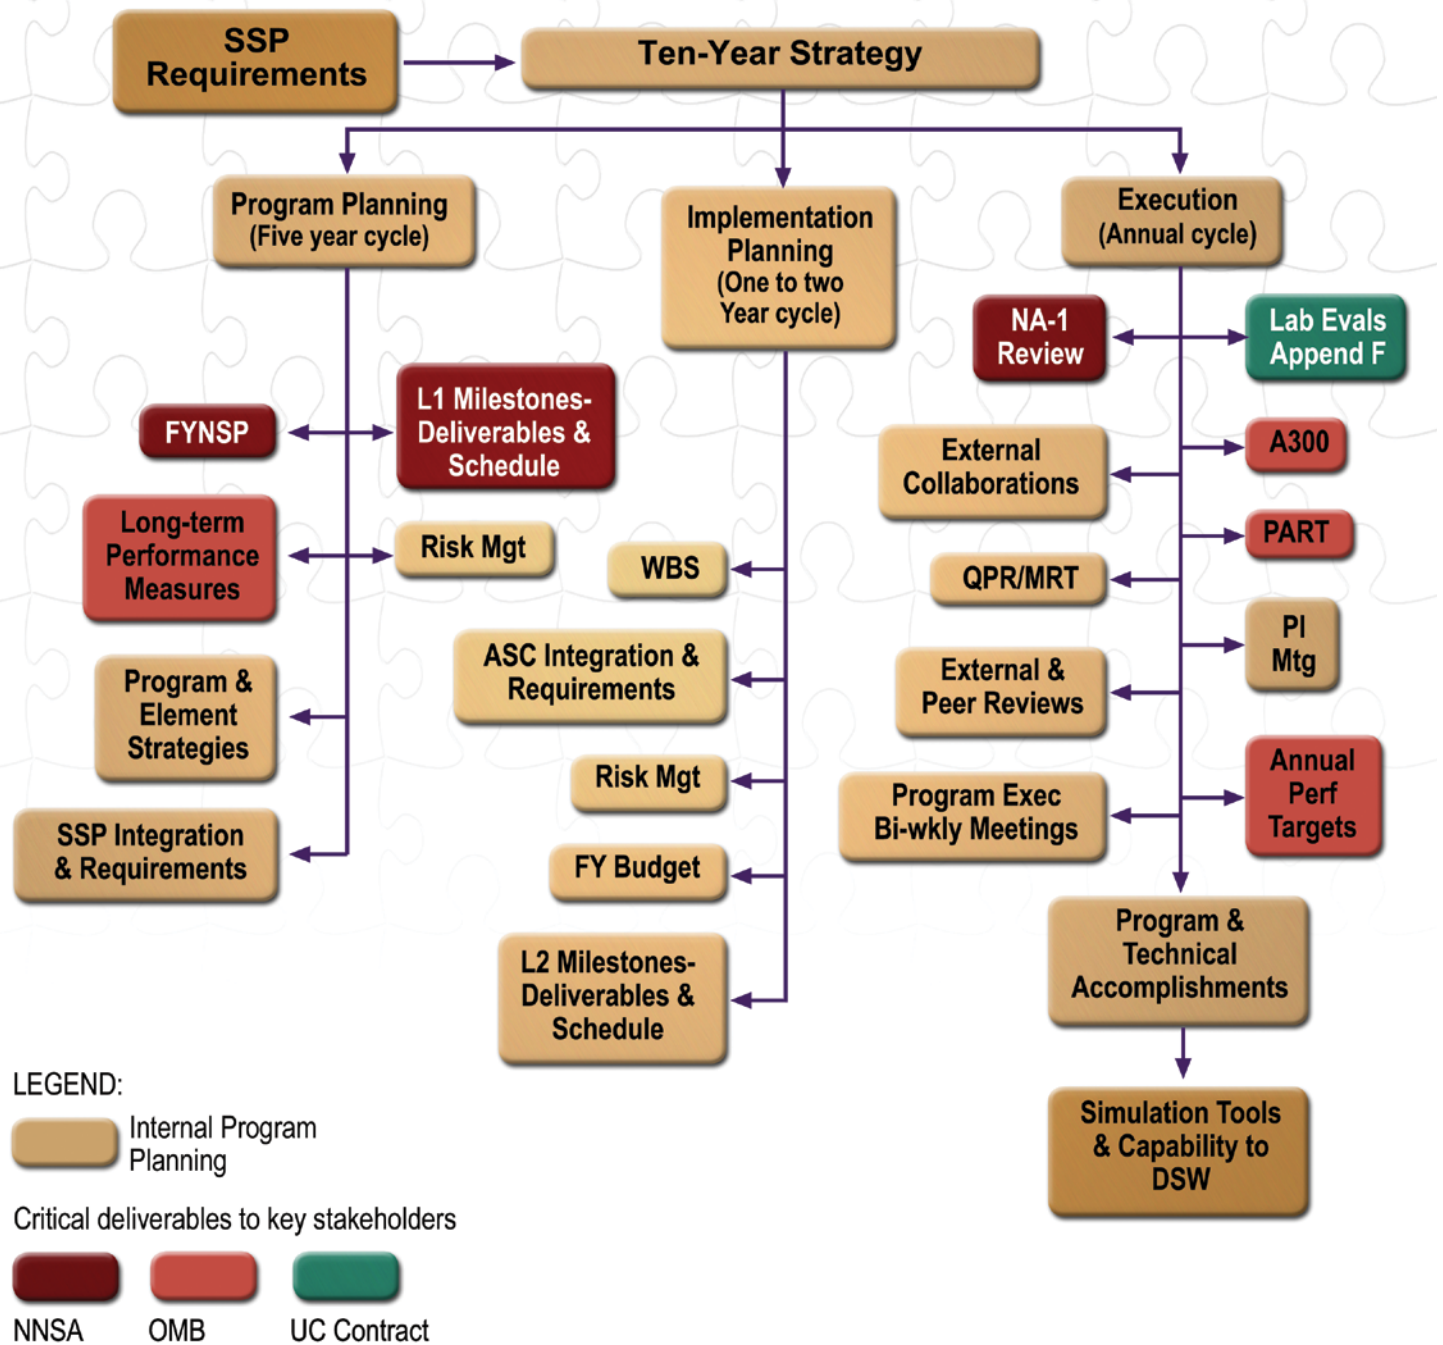 SSP
Requirements
Ten-Year Strategy
Program Planning
(Five year cycle)
FYNSP
L1 Milestones-
Deliverables &
Schedule
Long-term
Performance
Measures
Risk Mgt
Program &
Element
Strategies
SSP Integration
& Requirements
Implementation
Planning
(One to two
Year cycle)
WBS
ASC Integration &
Requirements
Risk Mgt
FY Budget
L2 Milestones-
Deliverables &
Schedule
Execution
(Annual cycle)
NA-1
Review
Lab Evals
Append F
External
Collaborations
A300
QPR/MRT
PART
External &
Peer Reviews
PI
Mtg
Program Exec
Bi-wkly Meetings
Annual
Perf
Targets
Program &
Technical
Accomplishments
Simulation Tools
& Capability to
DSW
LEGEND:
Internal Program
Planning
Critical deliverables to key stakeholders
NNSA
OMB
UC Contract